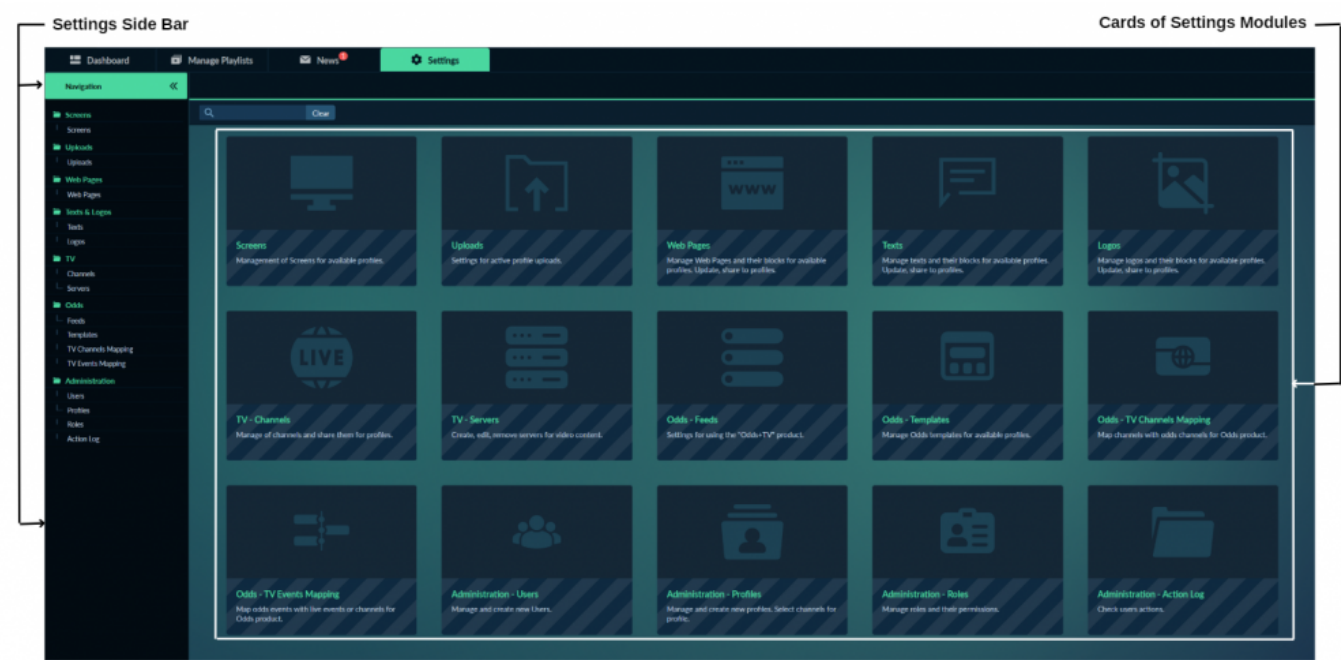 Settings Side Bar
Cards of Settings Modules
Dashboard
Manage Playlists
News
Settings
Navigation
Clear
Screens
Screens
Uploads
Uploads
Web Pages
Web Pages
Texts & Logos
Texts
Logos
TV
Channels
Servers
Odds
Feeds
Templates
TV Channels Mapping
TV Events Mapping
Administration
Users
Profiles
Roles
Action Log
Screens
Management of Screens for available profiles.
Uploads
Settings for active profile uploads.
WWW
Web Pages
Manage Web Pages and their blocks for available
profiles. Update, share to profiles.
Texts
Manage texts and their blocks for available profiles.
Update, share to profiles.
Logos
Manage logos and their blocks for available profiles.
Update, share to profiles.
LIVE
TV - Channels
Manage of channels and share them for profiles.
TV - Servers
Create, edit, remove servers for video content.
Odds - Feeds
Settings for using the "Odds+TV" product.
Odds - Templates
Manage Odds templates for available profiles.
Odds - TV Channels Mapping
Map channels with odds channels for Odds product.
Odds - TV Events Mapping
Map odds events with live events or channels for
Odds product.
Administration - Users
Manage and create new Users.
Administration - Profiles
Manage and create new profiles. Select channels for
profile.
Administration - Roles
Manage roles and their permissions.
Administration - Action Log
Check users actions.